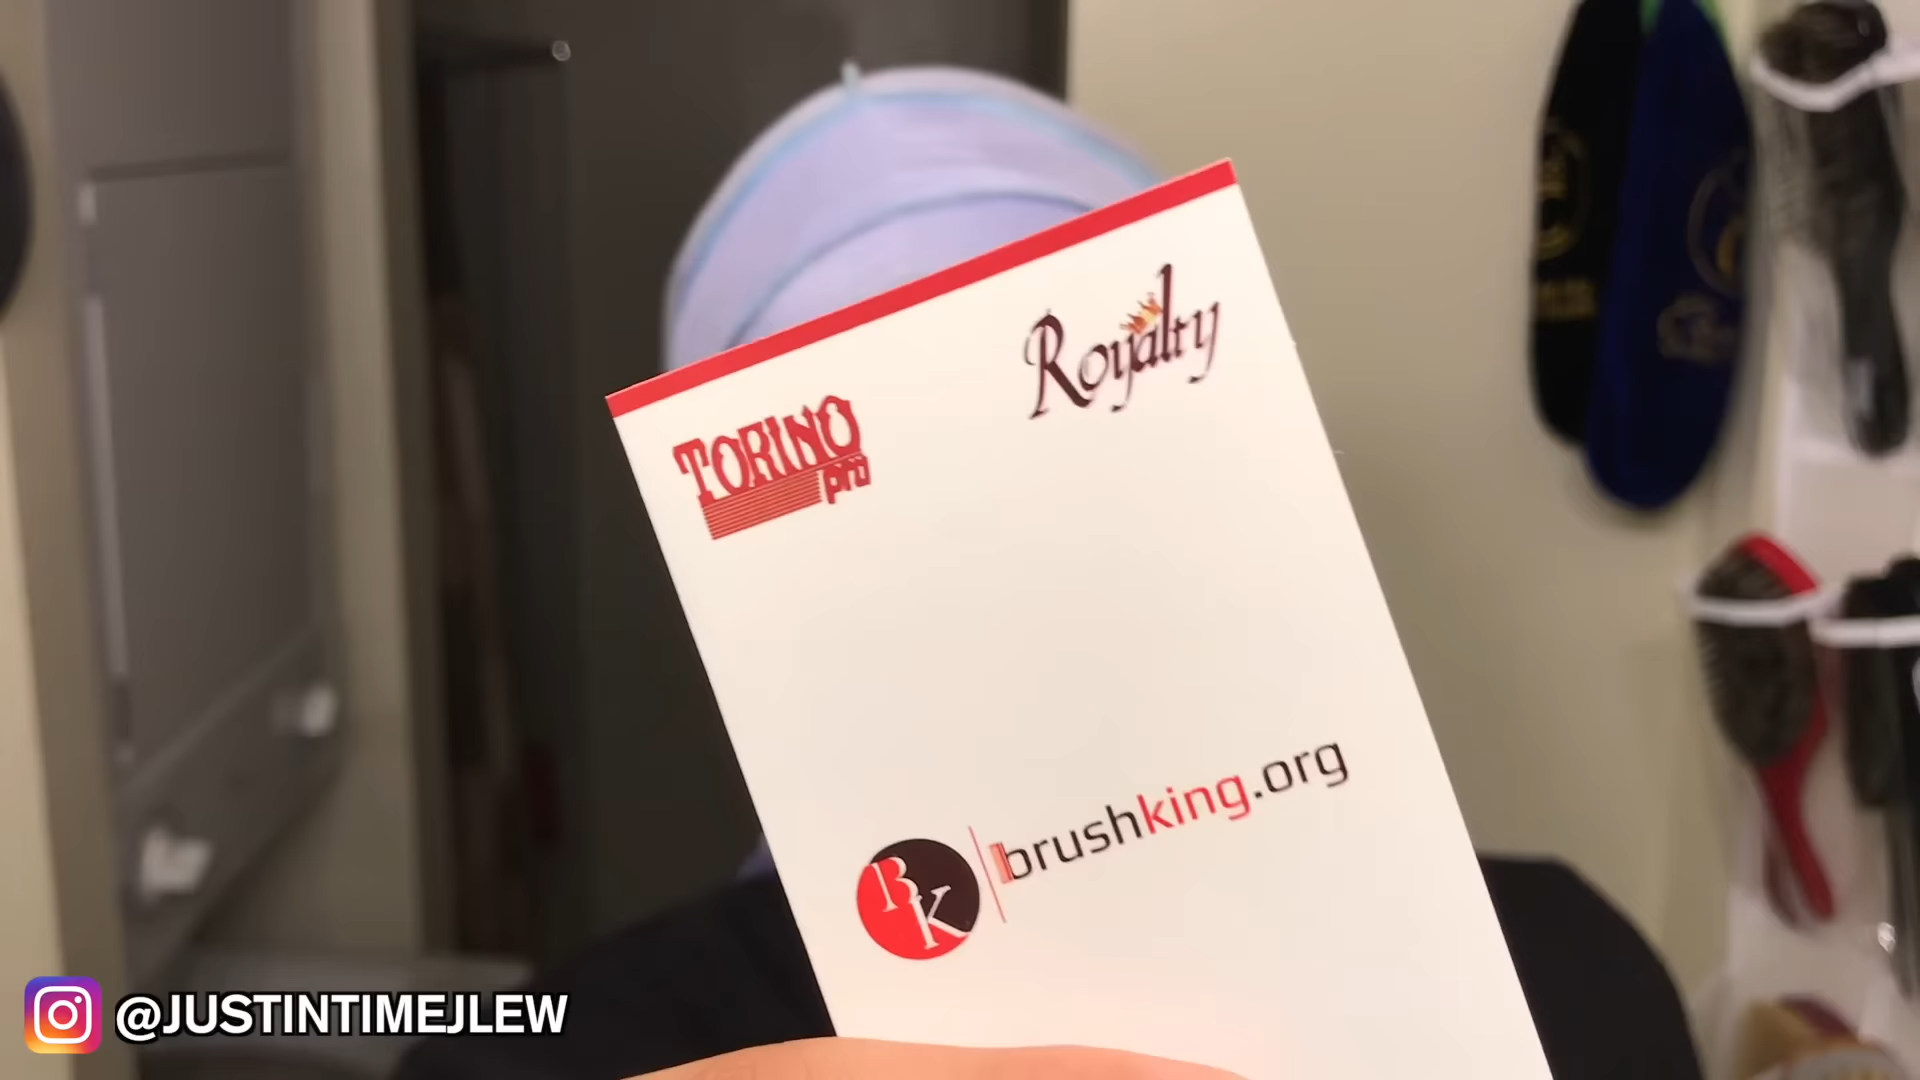 Royalty
TORINO
pro
brushking.org
BK
@JUSTINTIMEJLEW